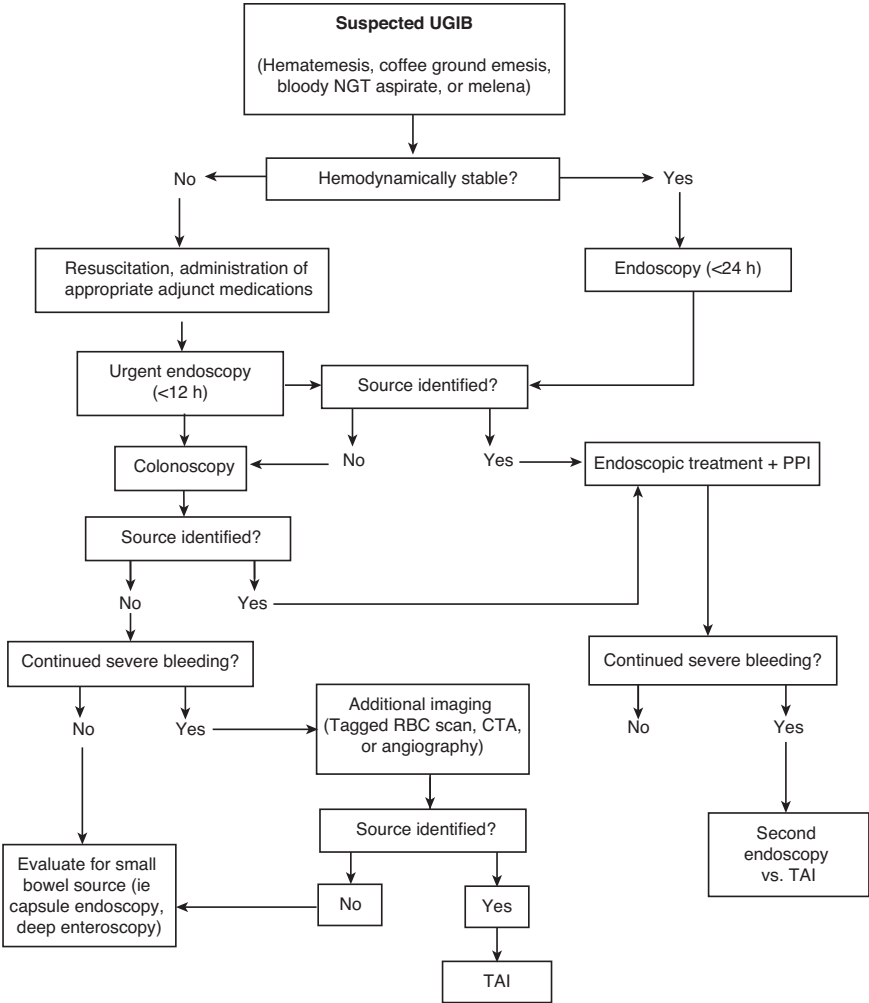 Suspected UGIB
(Hematemesis, coffee ground emesis,
bloody NGT aspirate, or melena)
No
Hemodynamically stable?
Yes
Resuscitation, administration of
appropriate adjunct medications
Endoscopy (<24 h)
Urgent endoscopy
(<12 h)
Source identified?
Colonoscopy
No
Yes
Endoscopic treatment + PPI
Source identified?
No
Yes
Continued severe bleeding?
Continued severe bleeding?
No
Yes
Additional imaging
(Tagged RBC scan, CTA,
or angiography)
No
Yes
Source identified?
Second
endoscopy
vs. TAI
Evaluate for small
bowel source (ie
capsule endoscopy,
deep enteroscopy)
No
Yes
TAI